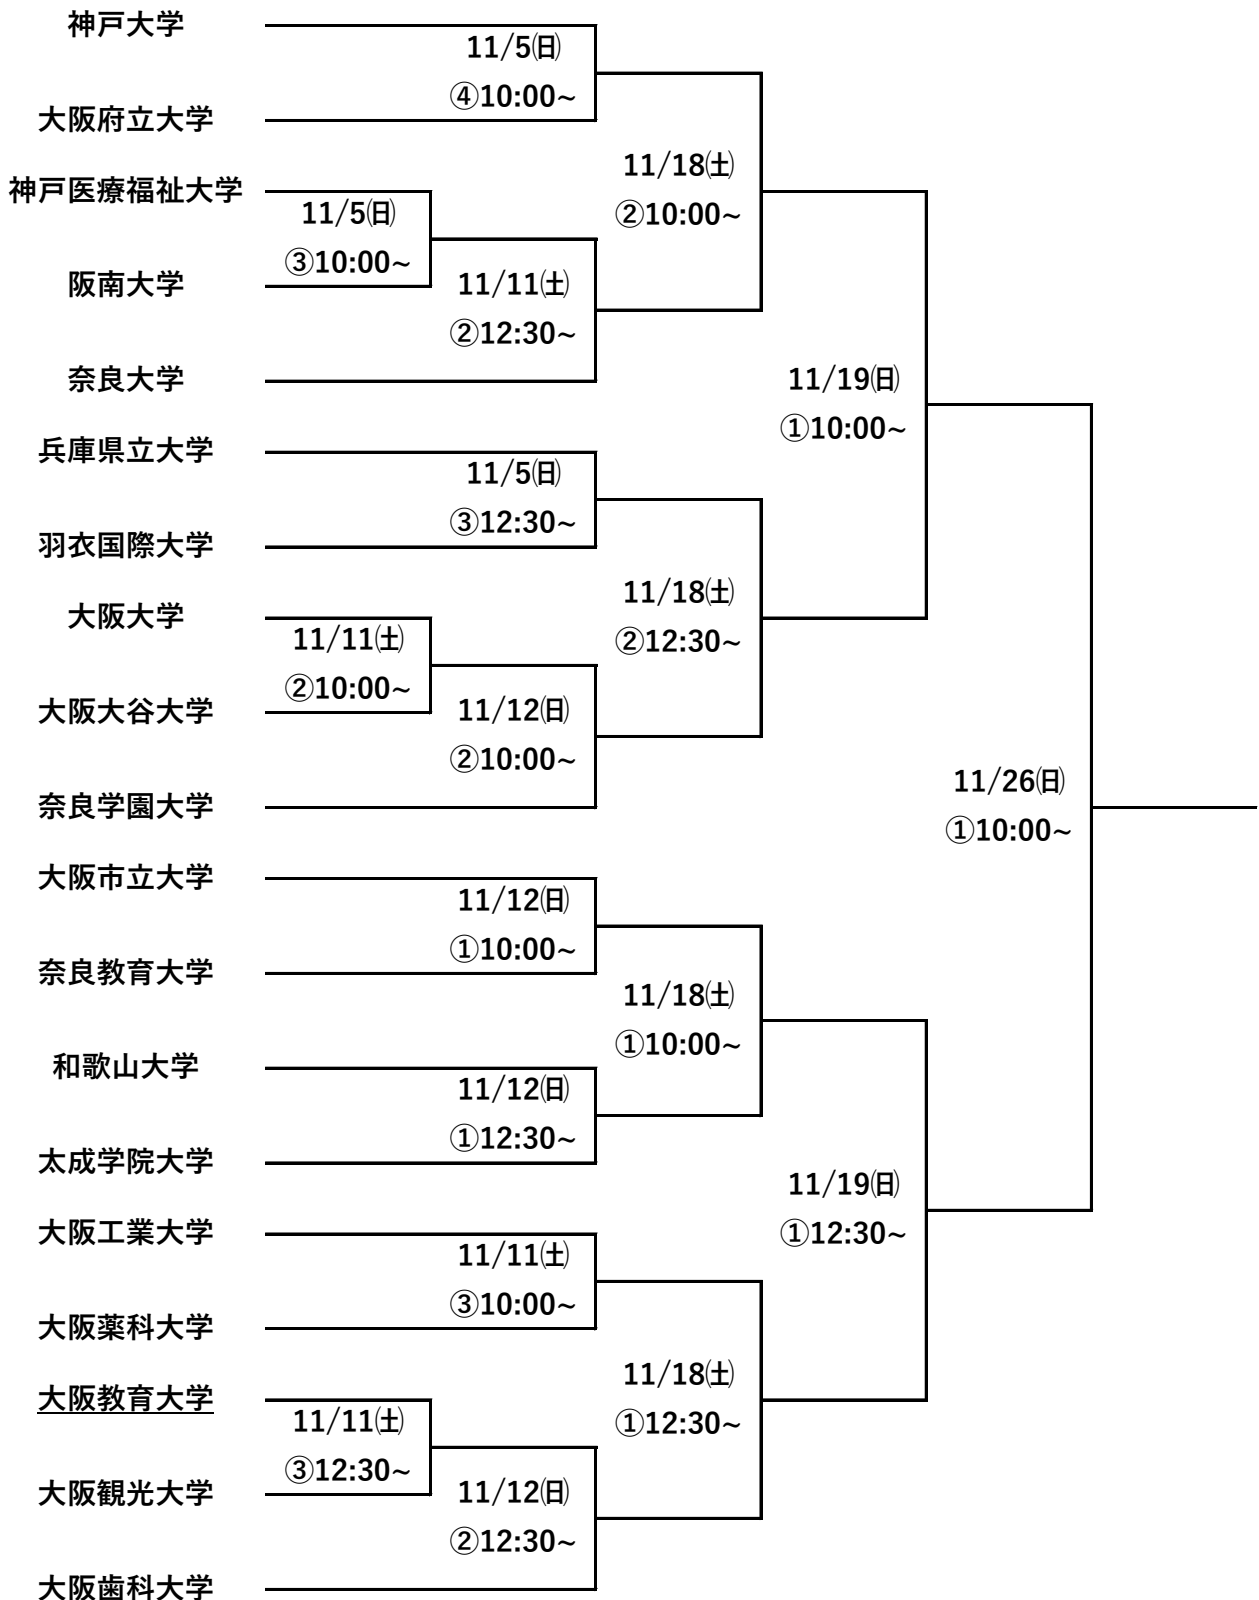 神戸大学
11/5㈰
④10:00~
大阪府立大学
11/18㈯
②10:00~
神戸医療福祉大学
11/5㈰
③10:00~
阪南大学
11/11㈯
②12:30~
奈良大学
11/19㈰
①10:00~
兵庫県立大学
11/5㈰
③12:30~
羽衣国際大学
11/18㈯
②12:30~
大阪大学
11/11㈯
②10:00~
大阪大谷大学
11/12㈰
②10:00~
奈良学園大学
11/26㈰
①10:00~
大阪市立大学
11/12㈰
①10:00~
奈良教育大学
11/18㈯
①10:00~
和歌山大学
11/12㈰
①12:30~
太成学院大学
11/19㈰
①12:30~
大阪工業大学
11/11㈯
③10:00~
大阪薬科大学
11/18㈯
①12:30~
大阪教育大学
11/11㈯
③12:30~
大阪観光大学
11/12㈰
②12:30~
大阪歯科大学